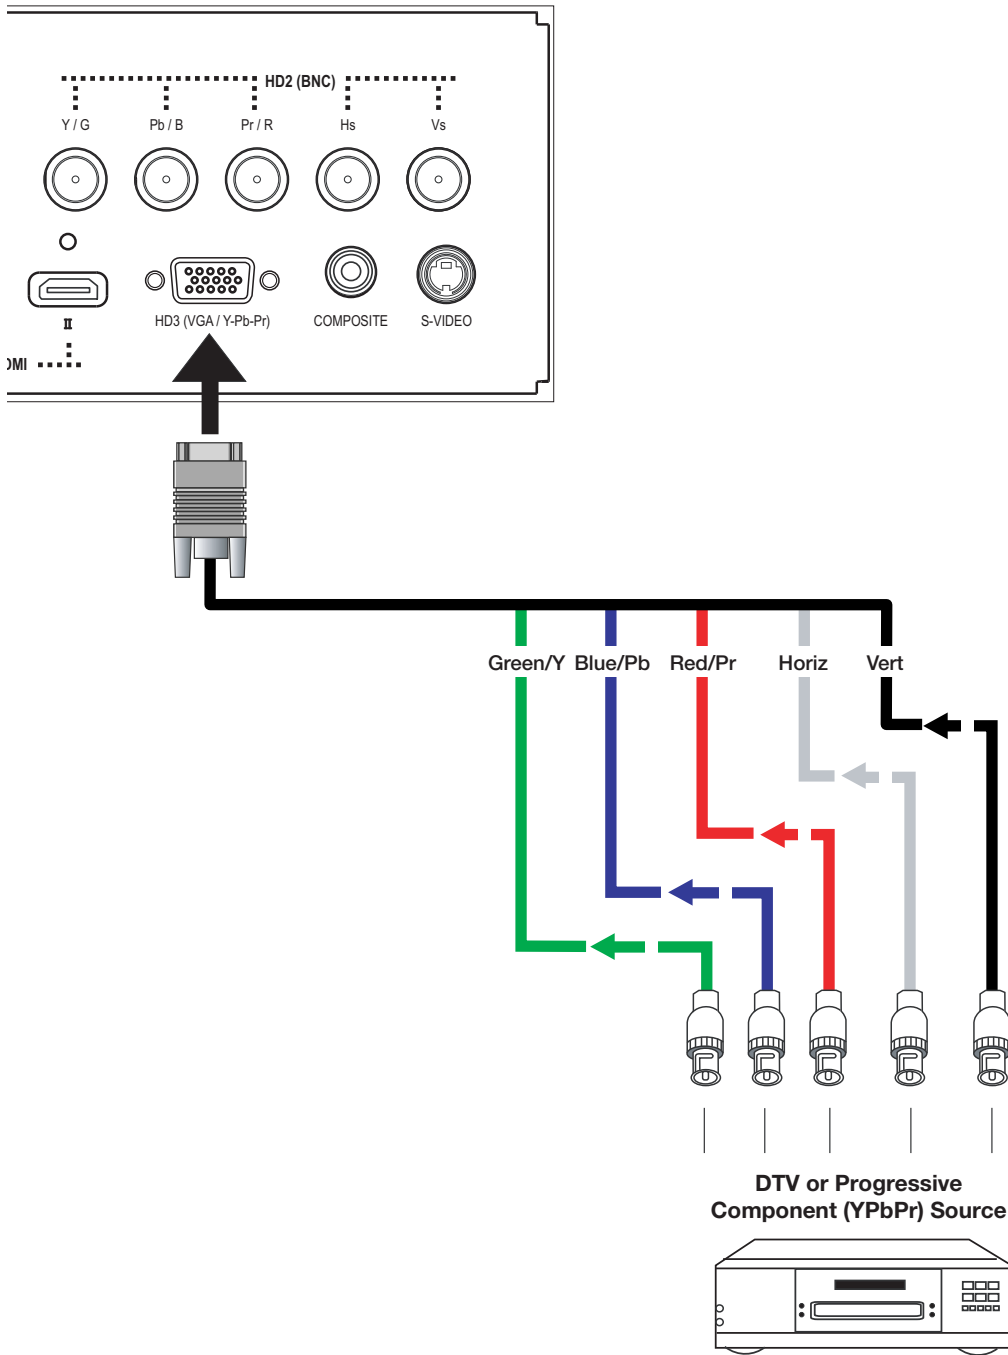 HD2 (BNC)
Y / G Pb / B Pr / R Hs Vs
HD3 (VGA / Y-Pb-Pr) COMPOSITE S-VIDEO
II
DMI
Green/Y Blue/Pb Red/Pr Horiz Vert
DTV or Progressive
Component (YPbPr) Source